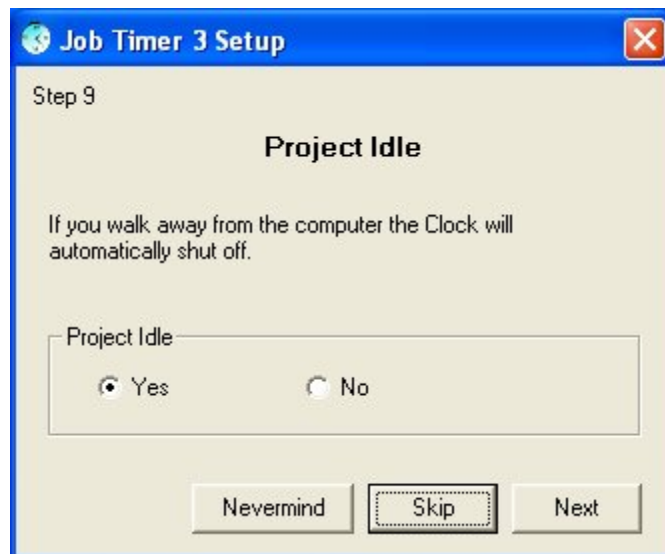 Job Timer 3 Setup
Step 9
Project Idle
If you walk away from the computer the Clock will
automatically shut off.
Project Idle
Yes No
Nevermind Skip Next